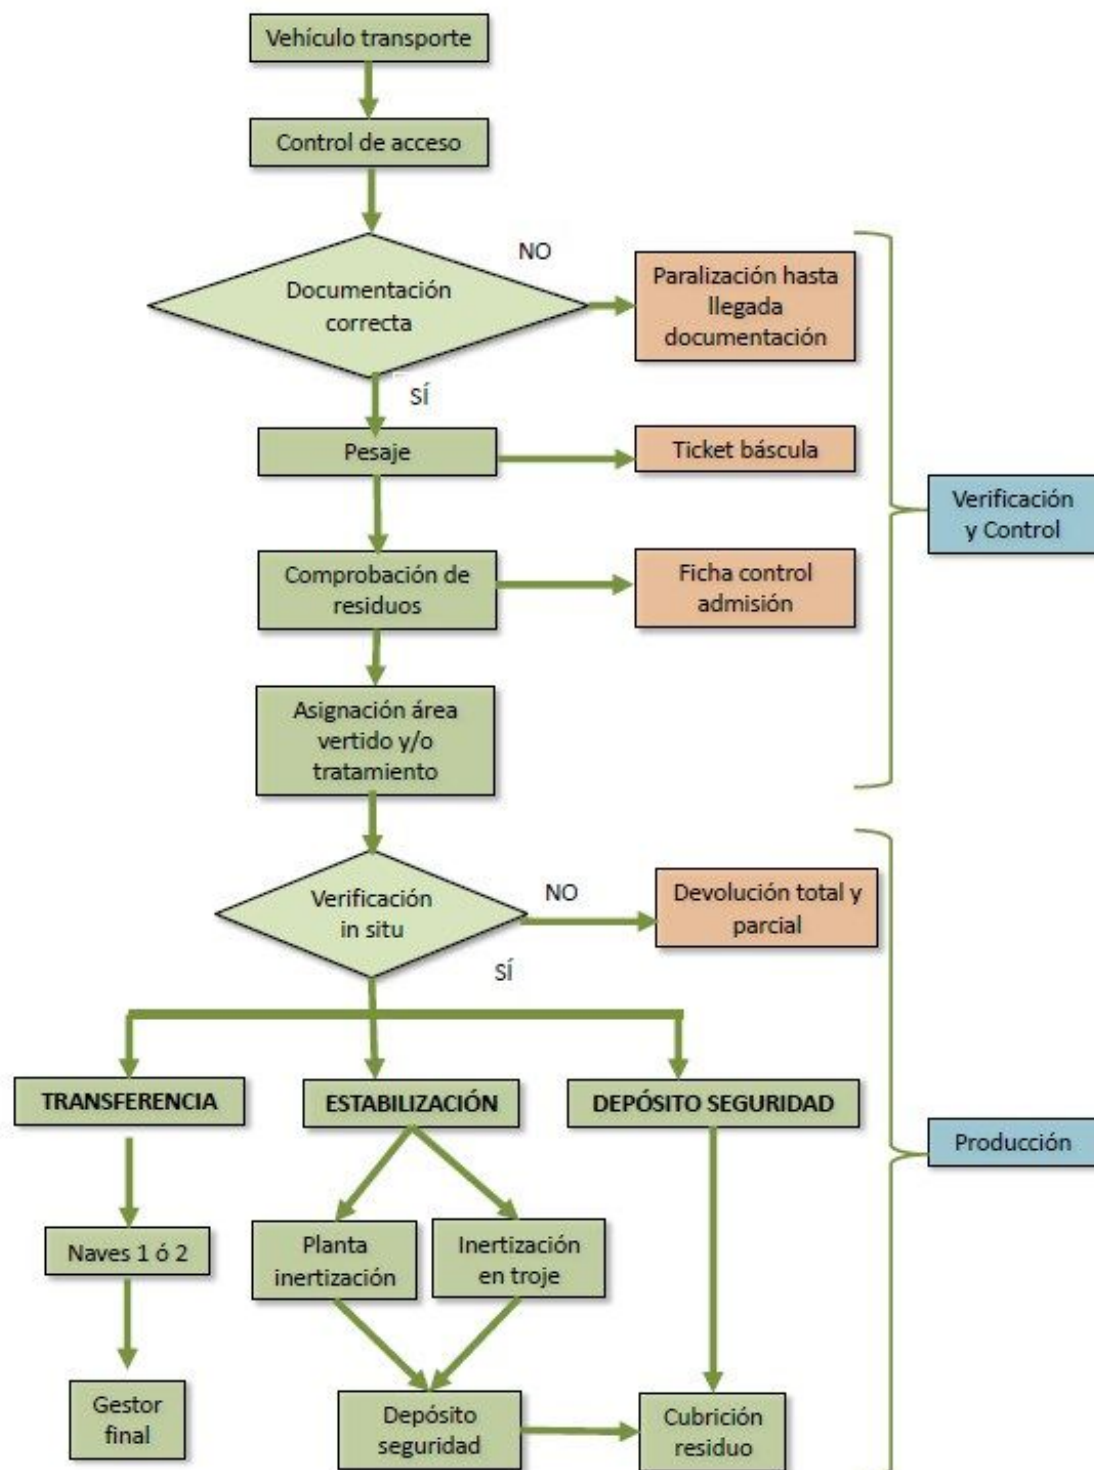 Vehículo transporte
Control de acceso
NO
Documentación
correcta
Paralización hasta
llegada
documentación
SÍ
Pesaje
Ticket báscula
Verificación
y Control
Comprobación de
residuos
Ficha control
admisión
Asignación área
vertido y/o
tratamiento
Verificación
in situ
NO
Devolución total y
parcial
SÍ
TRANSFERENCIA
ESTABILIZACIÓN
DEPÓSITO SEGURIDAD
Producción
Naves 1 ó 2
Planta
inertización
Inertización
en troje
Gestor
final
Depósito
seguridad
Cubrición
residuo